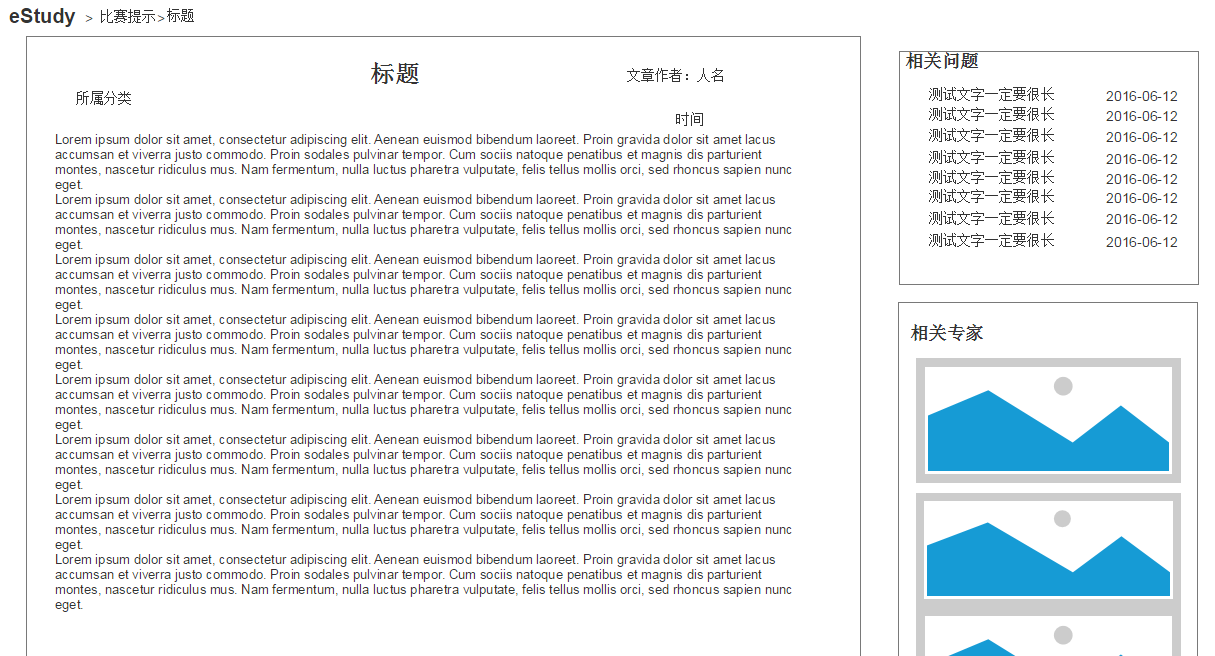 eStudy > 比赛提示>标题
标题
文章作者：人名
所属分类
时间
Lorem ipsum dolor sit amet, consectetur adipiscing elit. Aenean euismod bibendum laoreet. Proin gravida dolor sit amet lacus
accumsan et viverra justo commodo. Proin sodales pulvinar tempor. Cum sociis natoque penatibus et magnis dis parturient
montes, nascetur ridiculus mus. Nam fermentum, nulla luctus pharetra vulputate, felis tellus mollis orci, sed rhoncus sapien nunc
eget.
Lorem ipsum dolor sit amet, consectetur adipiscing elit. Aenean euismod bibendum laoreet. Proin gravida dolor sit amet lacus
accumsan et viverra justo commodo. Proin sodales pulvinar tempor. Cum sociis natoque penatibus et magnis dis parturient
montes, nascetur ridiculus mus. Nam fermentum, nulla luctus pharetra vulputate, felis tellus mollis orci, sed rhoncus sapien nunc
eget.
Lorem ipsum dolor sit amet, consectetur adipiscing elit. Aenean euismod bibendum laoreet. Proin gravida dolor sit amet lacus
accumsan et viverra justo commodo. Proin sodales pulvinar tempor. Cum sociis natoque penatibus et magnis dis parturient
montes, nascetur ridiculus mus. Nam fermentum, nulla luctus pharetra vulputate, felis tellus mollis orci, sed rhoncus sapien nunc
eget.
Lorem ipsum dolor sit amet, consectetur adipiscing elit. Aenean euismod bibendum laoreet. Proin gravida dolor sit amet lacus
accumsan et viverra justo commodo. Proin sodales pulvinar tempor. Cum sociis natoque penatibus et magnis dis parturient
montes, nascetur ridiculus mus. Nam fermentum, nulla luctus pharetra vulputate, felis tellus mollis orci, sed rhoncus sapien nunc
eget.
Lorem ipsum dolor sit amet, consectetur adipiscing elit. Aenean euismod bibendum laoreet. Proin gravida dolor sit amet lacus
accumsan et viverra justo commodo. Proin sodales pulvinar tempor. Cum sociis natoque penatibus et magnis dis parturient
montes, nascetur ridiculus mus. Nam fermentum, nulla luctus pharetra vulputate, felis tellus mollis orci, sed rhoncus sapien nunc
eget.
Lorem ipsum dolor sit amet, consectetur adipiscing elit. Aenean euismod bibendum laoreet. Proin gravida dolor sit amet lacus
accumsan et viverra justo commodo. Proin sodales pulvinar tempor. Cum sociis natoque penatibus et magnis dis parturient
montes, nascetur ridiculus mus. Nam fermentum, nulla luctus pharetra vulputate, felis tellus mollis orci, sed rhoncus sapien nunc
eget.
Lorem ipsum dolor sit amet, consectetur adipiscing elit. Aenean euismod bibendum laoreet. Proin gravida dolor sit amet lacus
accumsan et viverra justo commodo. Proin sodales pulvinar tempor. Cum sociis natoque penatibus et magnis dis parturient
montes, nascetur ridiculus mus. Nam fermentum, nulla luctus pharetra vulputate, felis tellus mollis orci, sed rhoncus sapien nunc
eget.
Lorem ipsum dolor sit amet, consectetur adipiscing elit. Aenean euismod bibendum laoreet. Proin gravida dolor sit amet lacus
accumsan et viverra justo commodo. Proin sodales pulvinar tempor. Cum sociis natoque penatibus et magnis dis parturient
montes, nascetur ridiculus mus. Nam fermentum, nulla luctus pharetra vulputate, felis tellus mollis orci, sed rhoncus sapien nunc
eget.
相关问题
测试文字一定要很长 2016-06-12
测试文字一定要很长 2016-06-12
测试文字一定要很长 2016-06-12
测试文字一定要很长 2016-06-12
测试文字一定要很长 2016-06-12
测试文字一定要很长 2016-06-12
测试文字一定要很长 2016-06-12
测试文字一定要很长 2016-06-12
相关专家